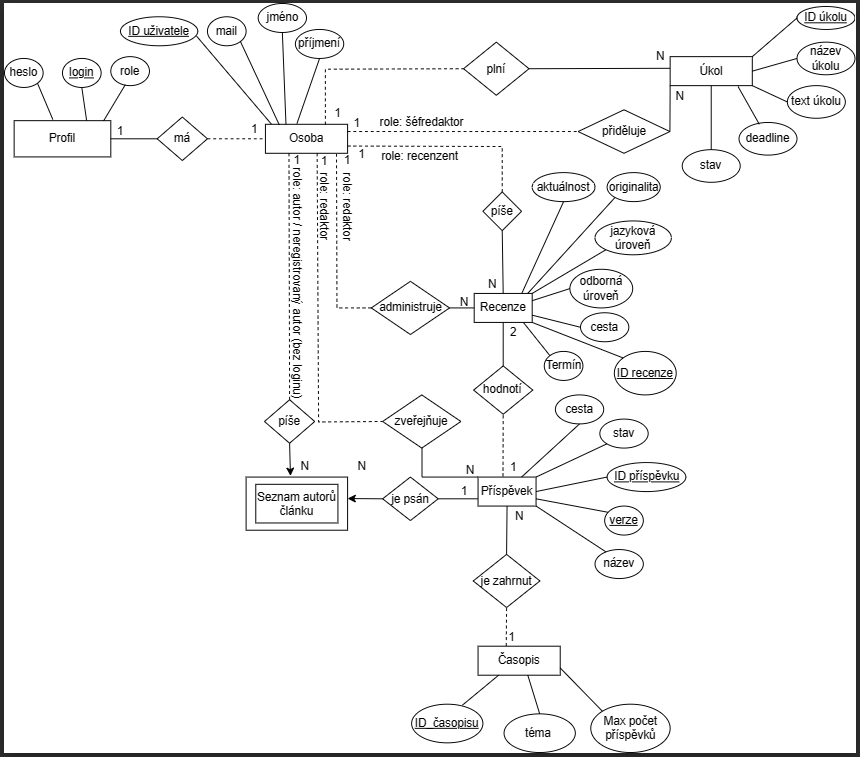 ID úkolu
ID uživatele
mail
jméno
příjmení
název
úkolu
heslo
login
role
plní
N
Úkol
N
text úkolu
1
1
role: šéfredaktor
přiděluje
deadline
stav
Profil
1
má
1
Osoba
1
role: recenzent
1
1
1
role: autor / neregistrovaný autor (bez loginu)
role: redaktor
role: redaktor
aktuálnost
originalita
píše
jazyková
úroveň
odborná
úroveň
N
administruje
N
Recenze
cesta
2
Termín
ID recenze
hodnotí
cesta
píše
zveřejňuje
stav
N
N
N
1
ID příspěvku
Seznam autorů
článku
je psán
1
Příspěvek
N
verze
název
je zahrnut
1
Časopis
ID_časopisu
téma
Max počet
příspěvků